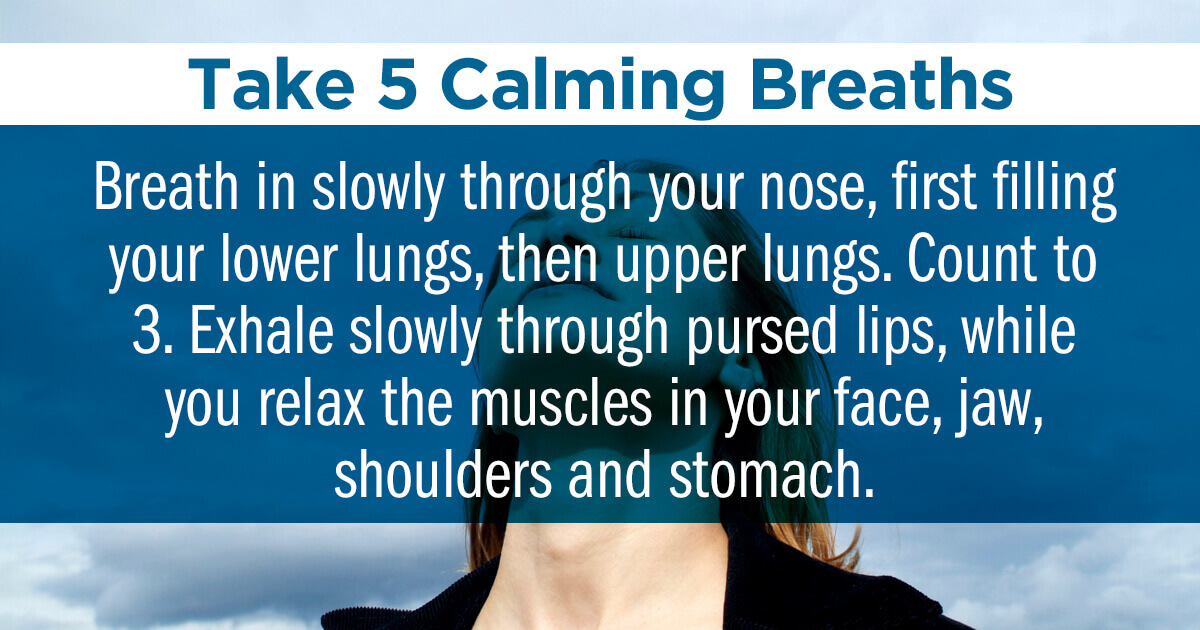 Take 5 Calming Breaths
Breath in slowly through your nose, first filling
your lower lungs, then upper lungs. Count to
3. Exhale slowly through pursed lips, while
you relax the muscles in your face, jaw,
shoulders and stomach.